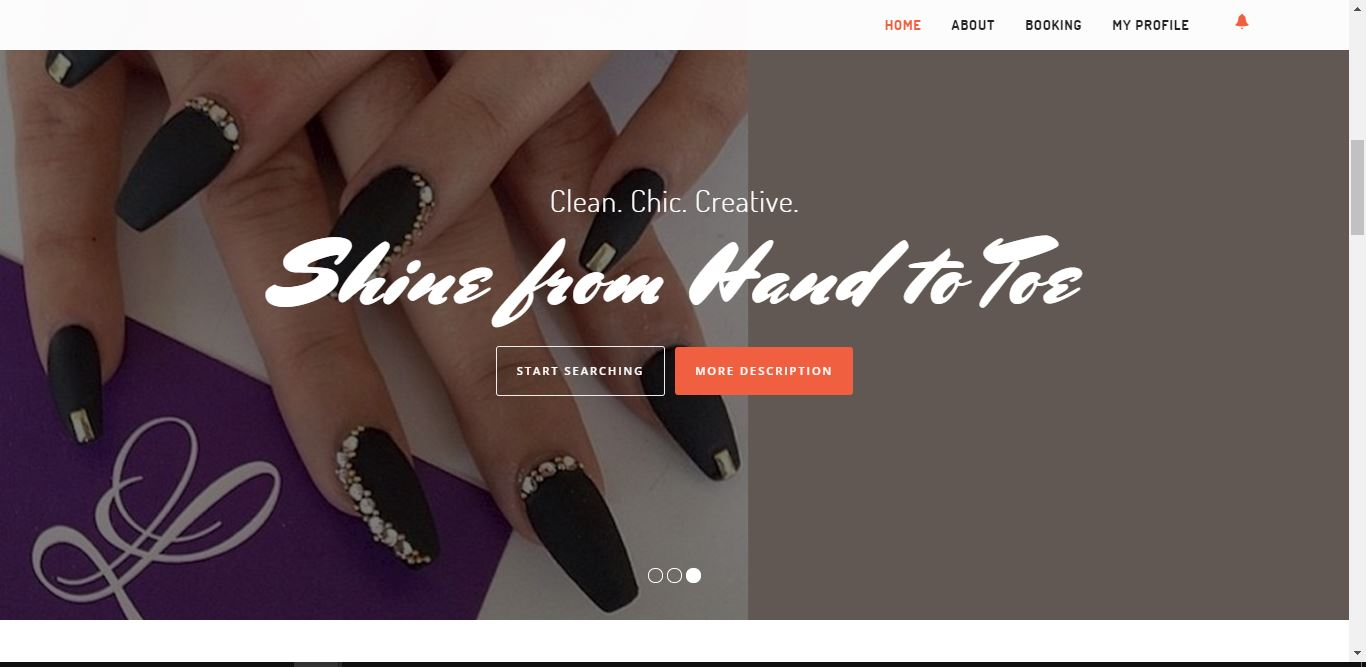 HOME ABOUT BOOKING MY PROFILE
Clean. Chic. Creative.
Shine from Hand to Toe
START SEARCHING MORE DESCRIPTION